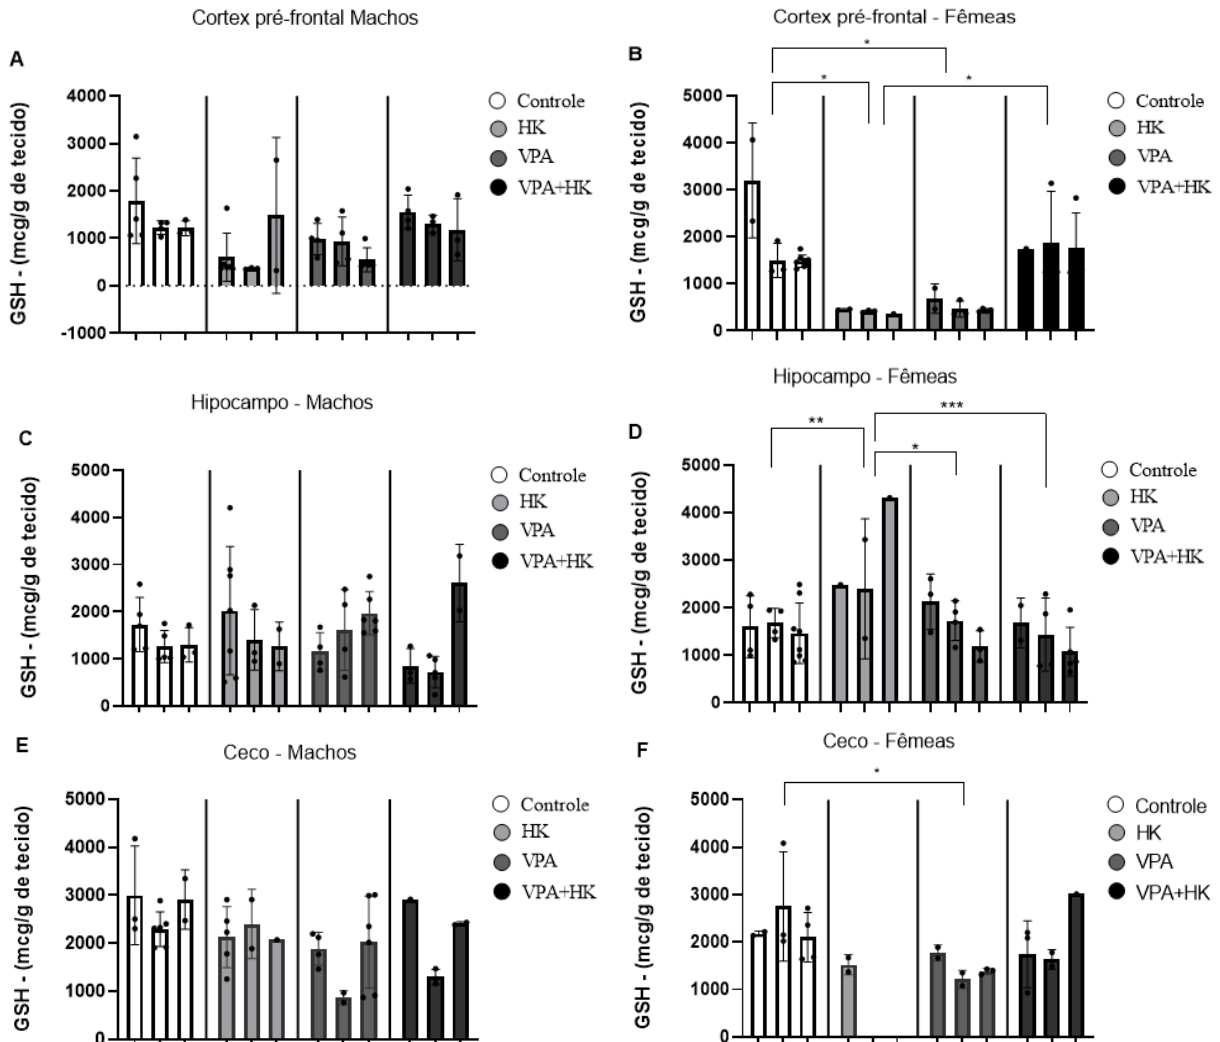 Cortex pré-frontal Machos
A
GSH - (mcg/g de tecido)
4000
3000
2000
1000
0
-1000
Controle
HK
VPA
VPA+HK
Cortex pré-frontal - Fêmeas
B
*
*
*
GSH - (mcg/g de tecido)
5000
4000
3000
2000
1000
0
Controle
HK
VPA
VPA+HK
Hipocampo - Machos
C
GSH - (mcg/g de tecido)
5000
4000
3000
2000
1000
0
Controle
HK
VPA
VPA+HK
Hipocampo - Fêmeas
D
**
***
*
GSH - (mcg/g de tecido)
5000
4000
3000
2000
1000
0
Controle
HK
VPA
VPA+HK
Ceco - Machos
E
GSH - (mcg/g de tecido)
5000
4000
3000
2000
1000
0
Controle
HK
VPA
VPA+HK
Ceco - Fêmeas
F
*
GSH - (mcg/g de tecido)
5000
4000
3000
2000
1000
0
Controle
HK
VPA
VPA+HK